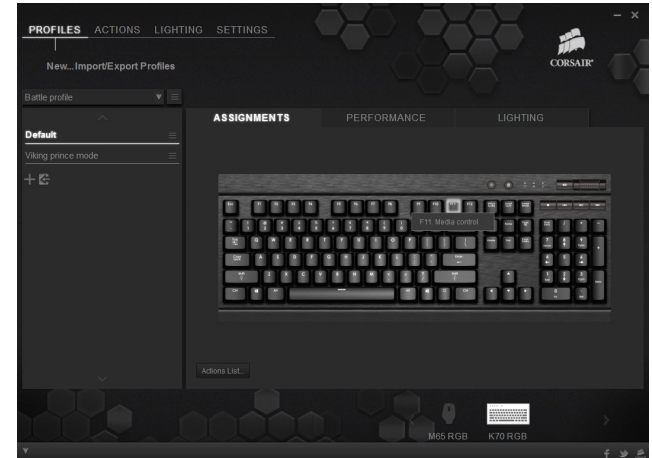 PROFILES ACTIONS LIGHTING SETTINGS
New... Import/Export Profiles
CORSAIR
Battle profile
ASSIGNMENTS PERFORMANCE LIGHTING
Default
Viking prince mode
F11. Media control
Actions List...
M65 RGB K70 RGB